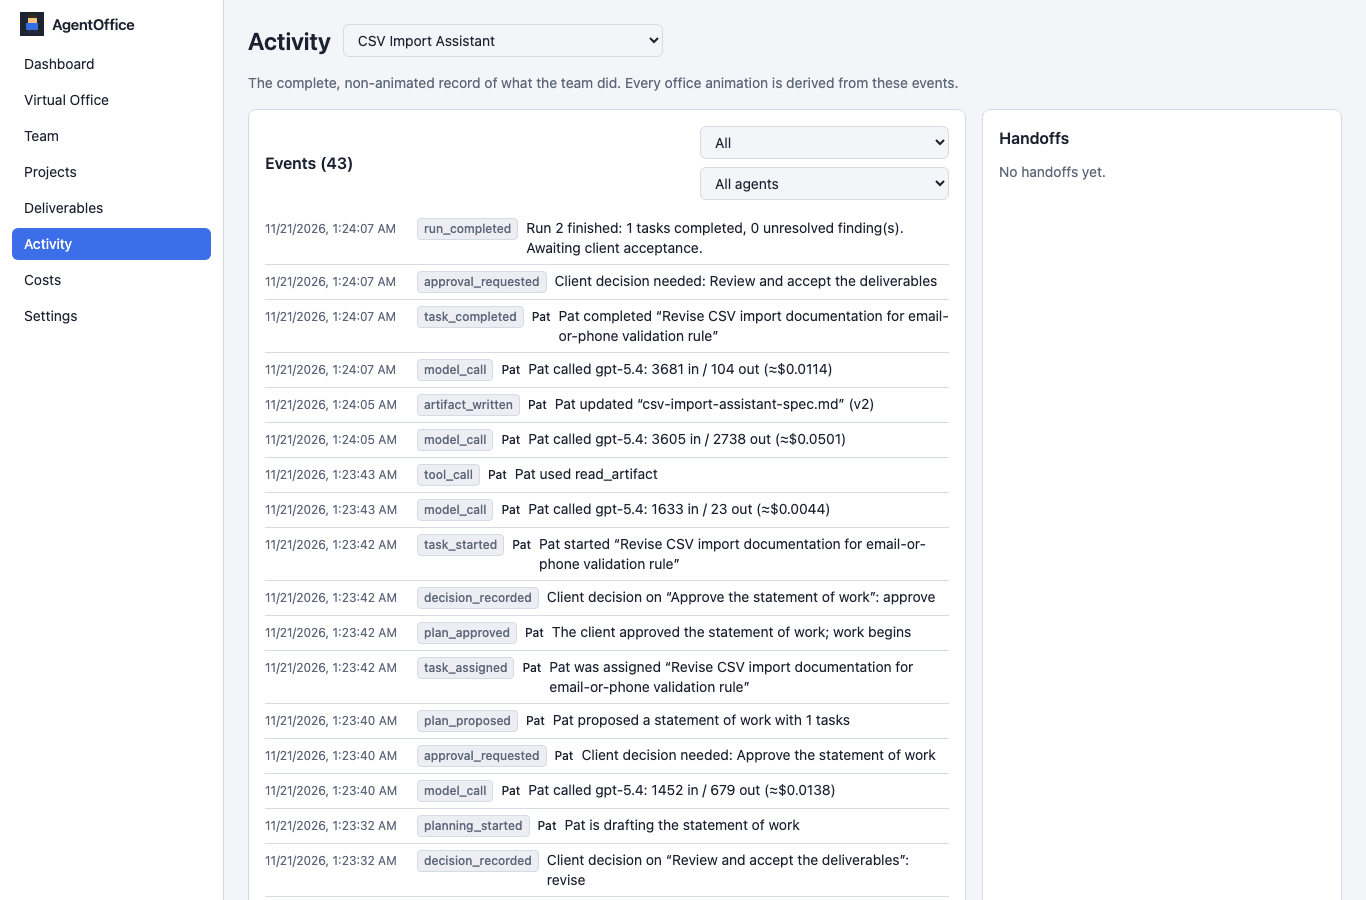 AgentOffice
Dashboard
Virtual Office
Team
Projects
Deliverables
Activity
Costs
Settings
Activity
CSV Import Assistant
The complete, non-animated record of what the team did. Every office animation is derived from these events.
Events (43)
All
All agents
11/21/2026, 1:24:07 AM run_completed Run 2 finished: 1 tasks completed, 0 unresolved finding(s).
Awaiting client acceptance.
11/21/2026, 1:24:07 AM approval_requested Client decision needed: Review and accept the deliverables
11/21/2026, 1:24:07 AM task_completed Pat Pat completed “Revise CSV import documentation for email-
or-phone validation rule”
11/21/2026, 1:24:07 AM model_call Pat Pat called gpt-5.4: 3681 in / 104 out (≈$0.0114)
11/21/2026, 1:24:05 AM artifact_written Pat Pat updated “csv-import-assistant-spec.md” (v2)
11/21/2026, 1:24:05 AM model_call Pat Pat called gpt-5.4: 3605 in / 2738 out (≈$0.0501)
11/21/2026, 1:23:43 AM tool_call Pat Pat used read_artifact
11/21/2026, 1:23:43 AM model_call Pat Pat called gpt-5.4: 1633 in / 23 out (≈$0.0044)
11/21/2026, 1:23:42 AM task_started Pat Pat started “Revise CSV import documentation for email-or-
phone validation rule”
11/21/2026, 1:23:42 AM decision_recorded Client decision on “Approve the statement of work”: approve
11/21/2026, 1:23:42 AM plan_approved Pat The client approved the statement of work; work begins
11/21/2026, 1:23:42 AM task_assigned Pat Pat was assigned “Revise CSV import documentation for
email-or-phone validation rule”
11/21/2026, 1:23:40 AM plan_proposed Pat Pat proposed a statement of work with 1 tasks
11/21/2026, 1:23:40 AM approval_requested Pat Client decision needed: Approve the statement of work
11/21/2026, 1:23:40 AM model_call Pat Pat called gpt-5.4: 1452 in / 679 out (≈$0.0138)
11/21/2026, 1:23:32 AM planning_started Pat Pat is drafting the statement of work
11/21/2026, 1:23:32 AM decision_recorded Client decision on “Review and accept the deliverables”:
revise
Handoffs
No handoffs yet.